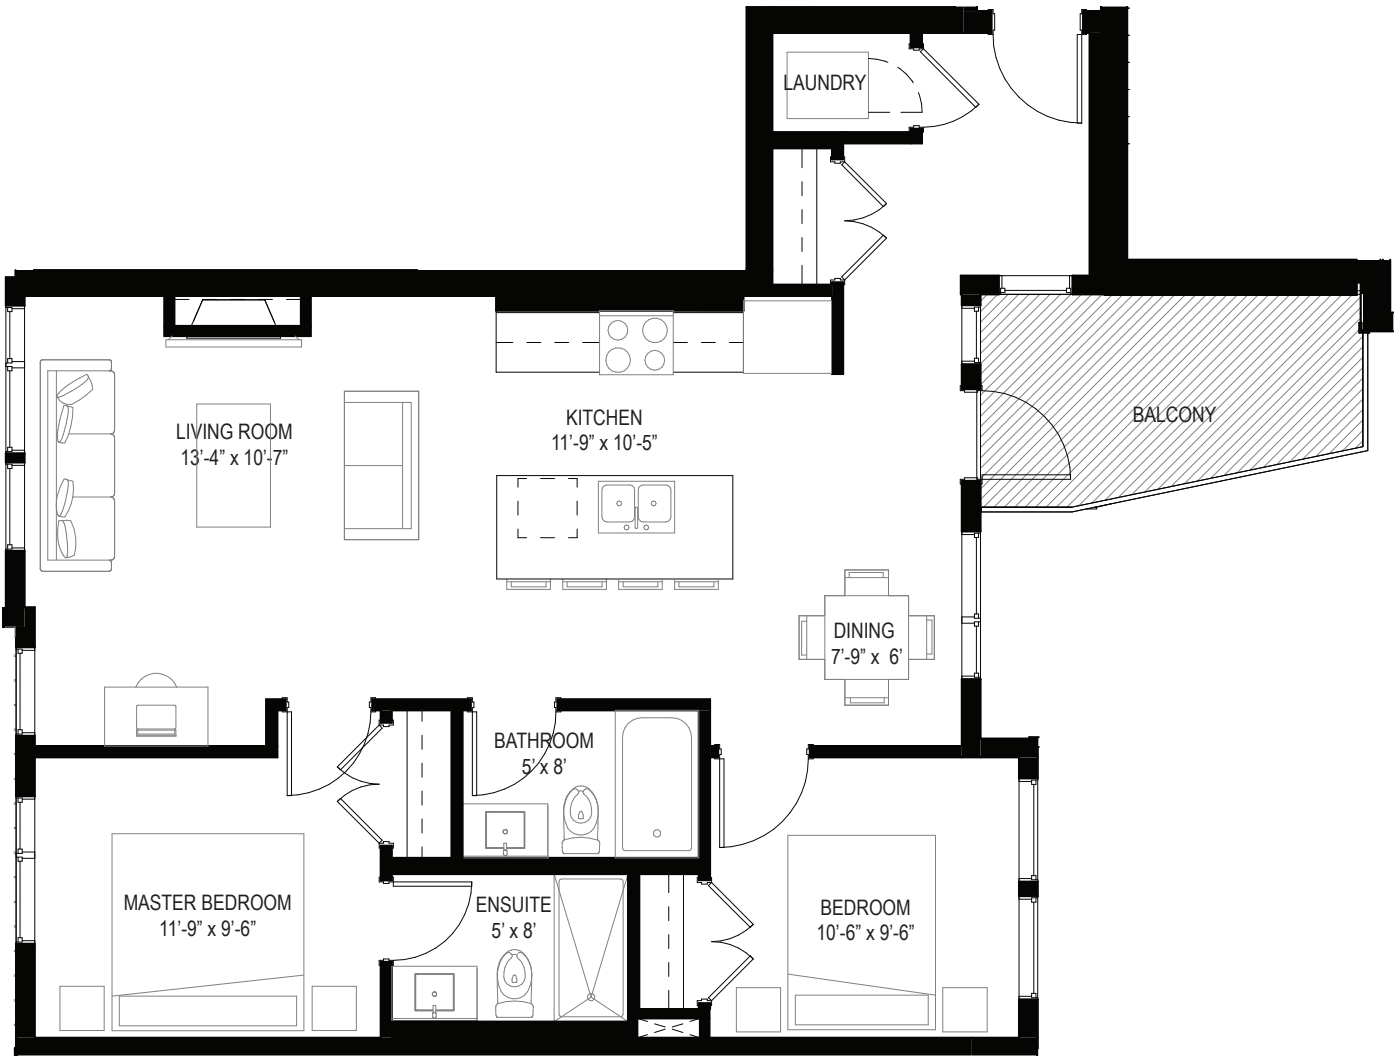 LAUNDRY
BALCONY
LIVING ROOM
13’-4” x 10’-7”
KITCHEN
11’-9” x 10’-5”
DINING
7’-9” x 6’
BATHROOM
5’ x 8’
MASTER BEDROOM
11’-9” x 9’-6”
ENSUITE
5’ x 8’
BEDROOM
10’-6” x 9’-6”